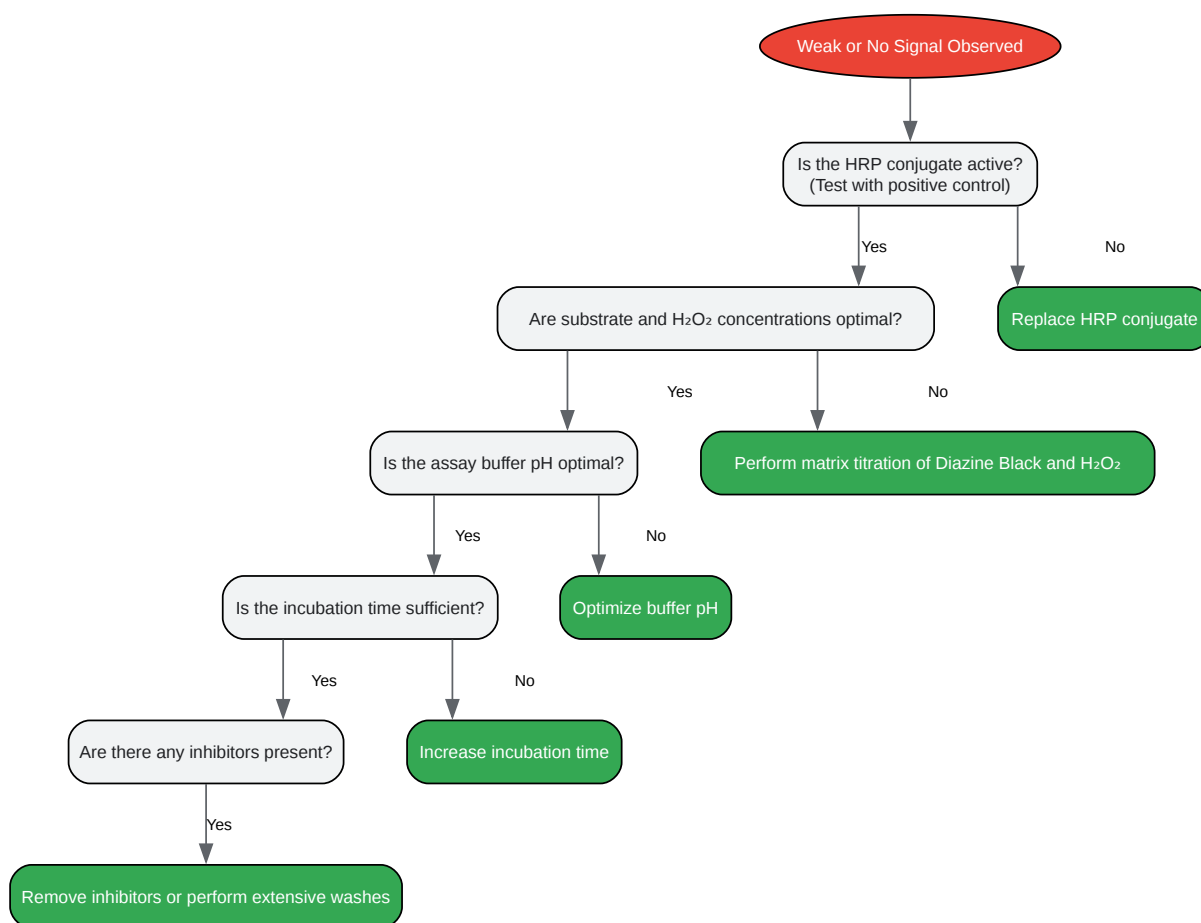 Weak or No Signal Observed
Is the HRP conjugate active?
(Test with positive control)
Yes
No
Are substrate and H₂O₂ concentrations optimal?
Replace HRP conjugate
Yes
No
Is the assay buffer pH optimal?
Perform matrix titration of Diazine Black and H₂O₂
Yes
No
Is the incubation time sufficient?
Optimize buffer pH
Yes
No
Are there any inhibitors present?
Increase incubation time
Yes
Remove inhibitors or perform extensive washes